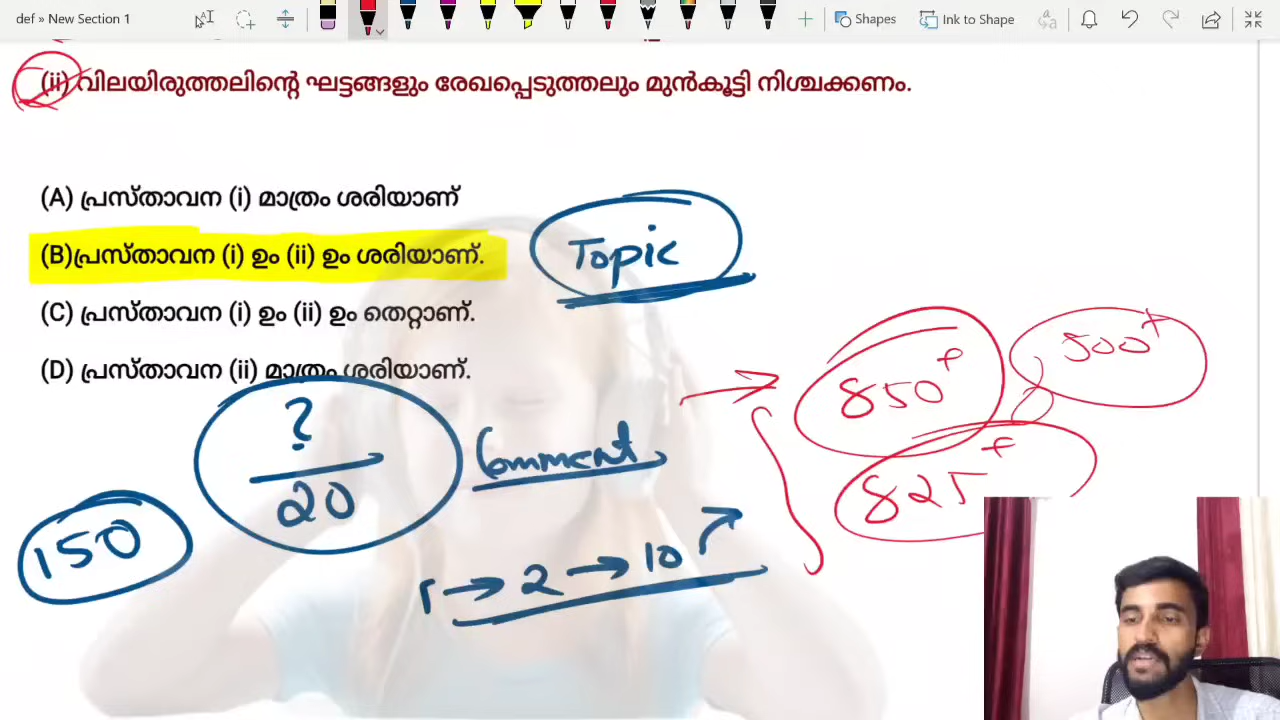 def » New Section 1
Shapes
Ink to Shape
(ii) വിലയിരുത്തലിന്റെ ഘട്ടങ്ങളും രേഖപ്പെടുത്തലും മുൻകൂട്ടി നിശ്ചക്കണം.
(A) പ്രസ്താവന (i) മാത്രം ശരിയാണ്
(B)പ്രസ്താവന (i) ഉം (ii) ഉം ശരിയാണ്.
Topic
(C) പ്രസ്താവന (i) ഉം (ii) ഉം തെറ്റാണ്.
(D) പ്രസ്താവന (ii) മാത്രം ശരിയാണ്.
850+
500+
?
20
Comment
825+
150
1 → 2 → 10